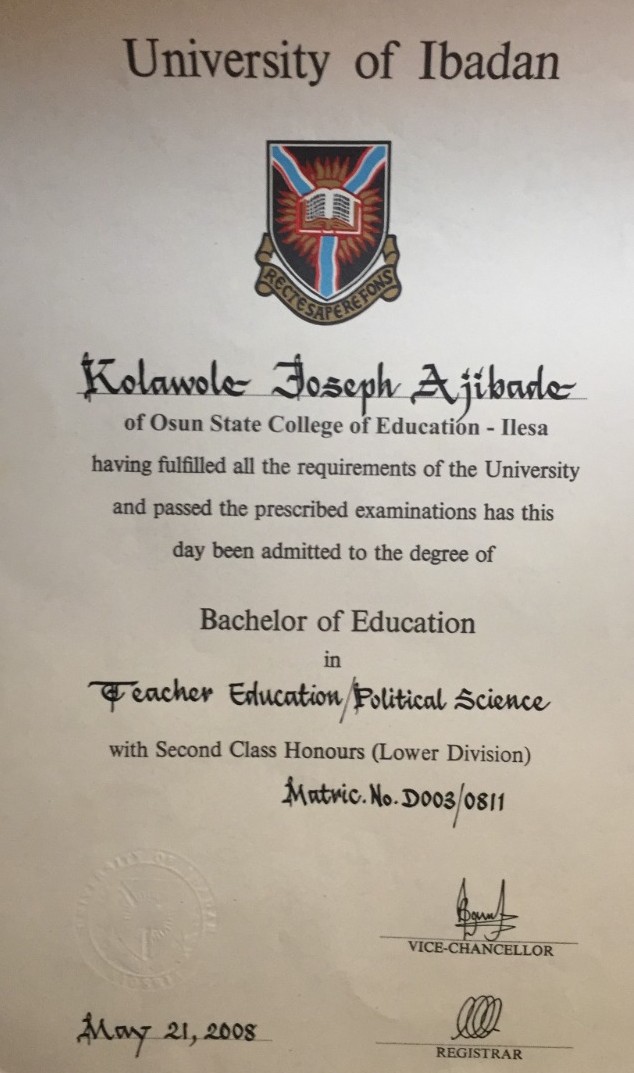 University of Ibadan
RECTE SAPERE FONS
Kolawole Joseph Ajibade
of Osun State College of Education - Ilesa
having fulfilled all the requirements of the University
and passed the prescribed examinations has this
day been admitted to the degree of
Bachelor of Education
in
Teacher Education/Political Science
with Second Class Honours (Lower Division)
Matric.No.D003/0811
UNIVERSITY OF IBADAN
VICE-CHANCELLOR
May 21, 2008
REGISTRAR